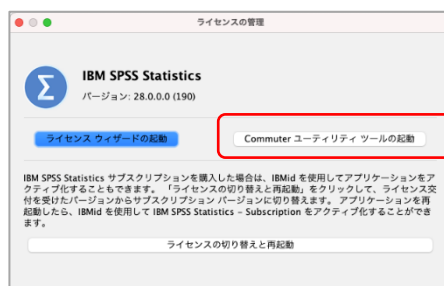 ライセンスの管理
IBM SPSS Statistics
バージョン: 28.0.0.0 (190)
ライセンス ウィザードの起動
Commuter ユーティリティ ツールの起動
IBM SPSS Statistics サブスクリプションを購入した場合は、IBMid を使用してアプリケーションをア
クティブ化することもできます。 「ライセンスの切り替えと再起動」をクリックして、ライセンス交
付を受けたバージョンからサブスクリプション バージョンに切り替えます。 アプリケーションを再
起動したら、IBMid を使用して IBM SPSS Statistics – Subscription をアクティブ化することができ
ます。
ライセンスの切り替えと再起動